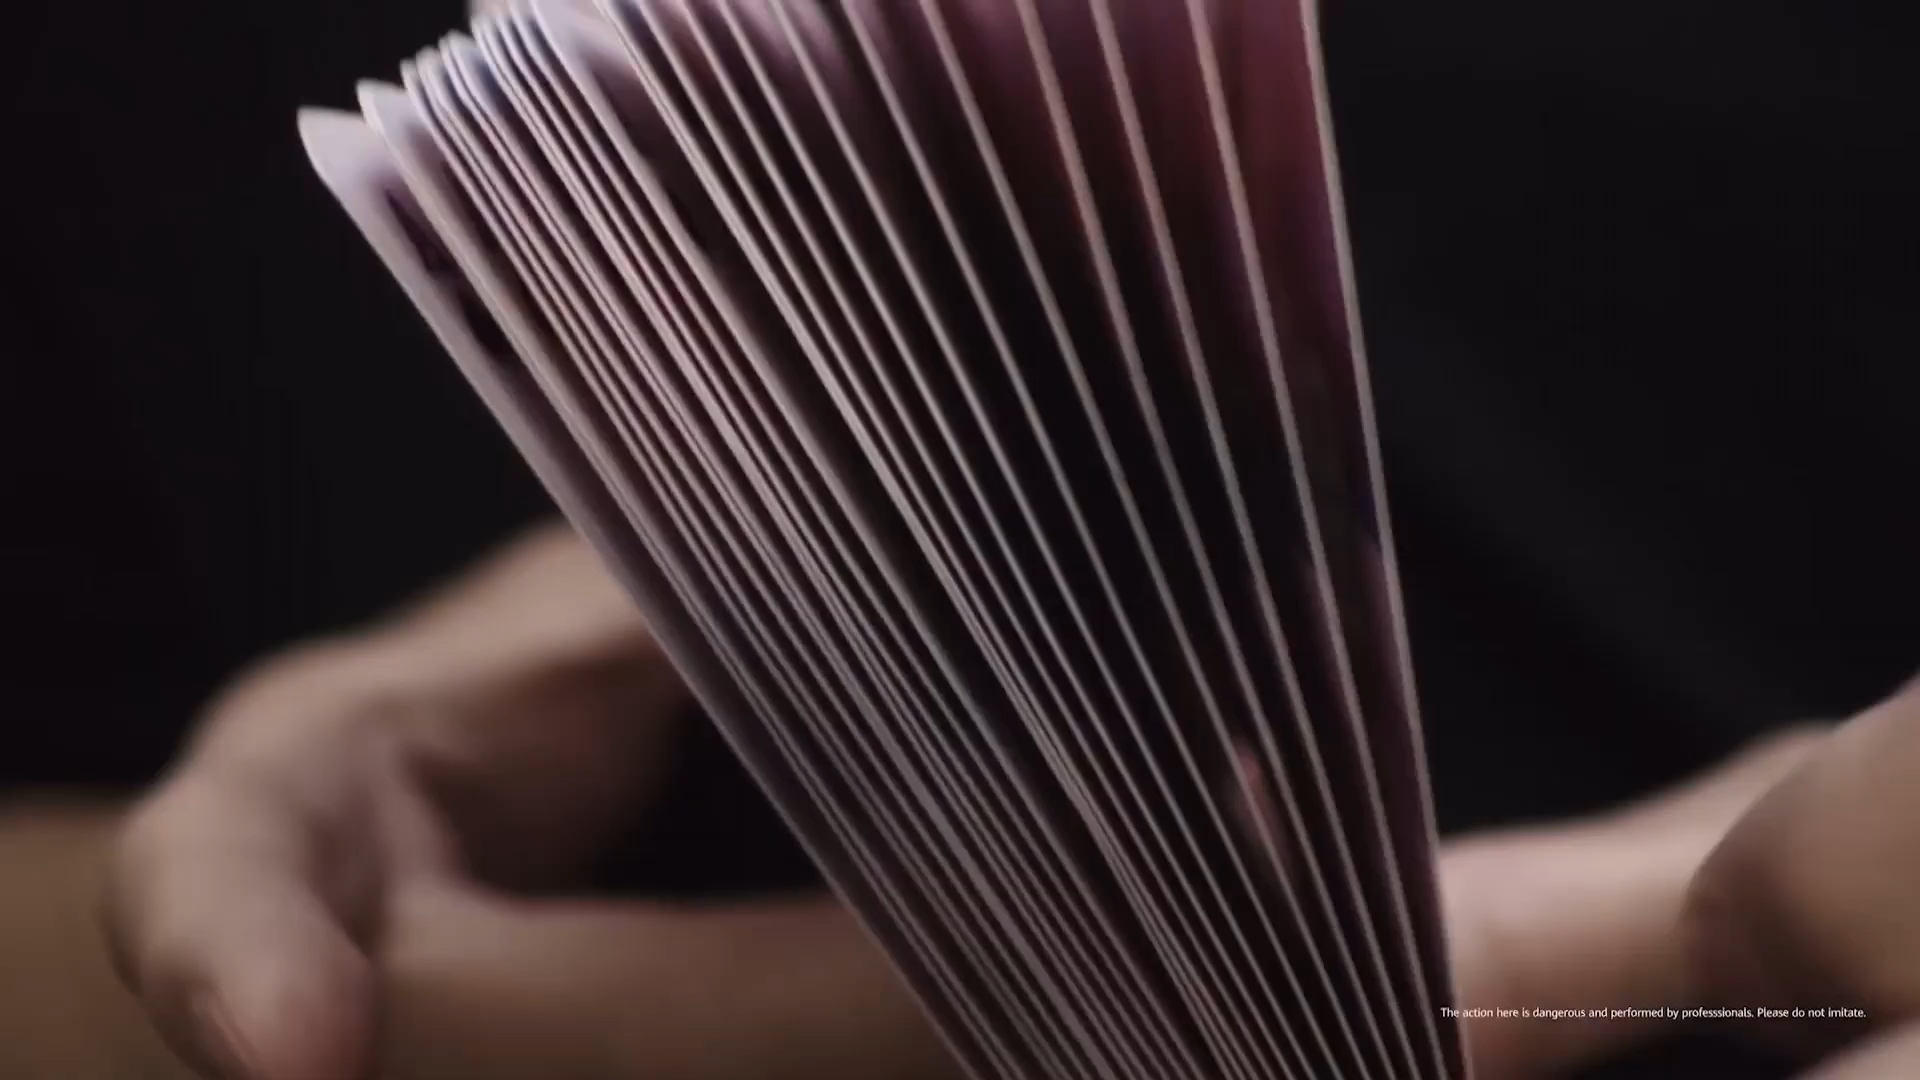 The action here is dangerous and performed by professsionals. Please do not imitate.